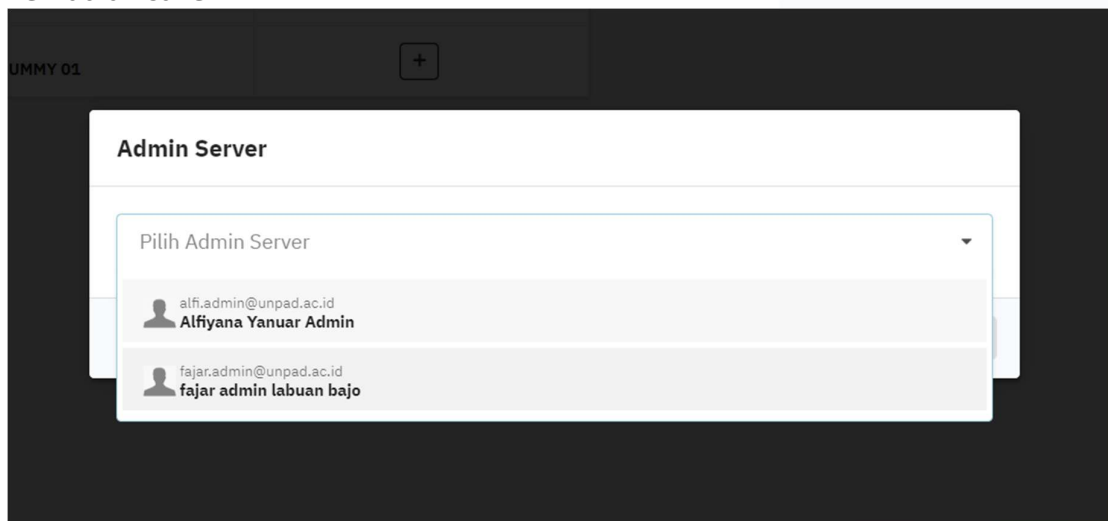 UMMY 01
+
Admin Server
Pilih Admin Server
alfi.admin@unpad.ac.id
Alfiyana Yanuar Admin
fajar.admin@unpad.ac.id
fajar admin labuan bajo